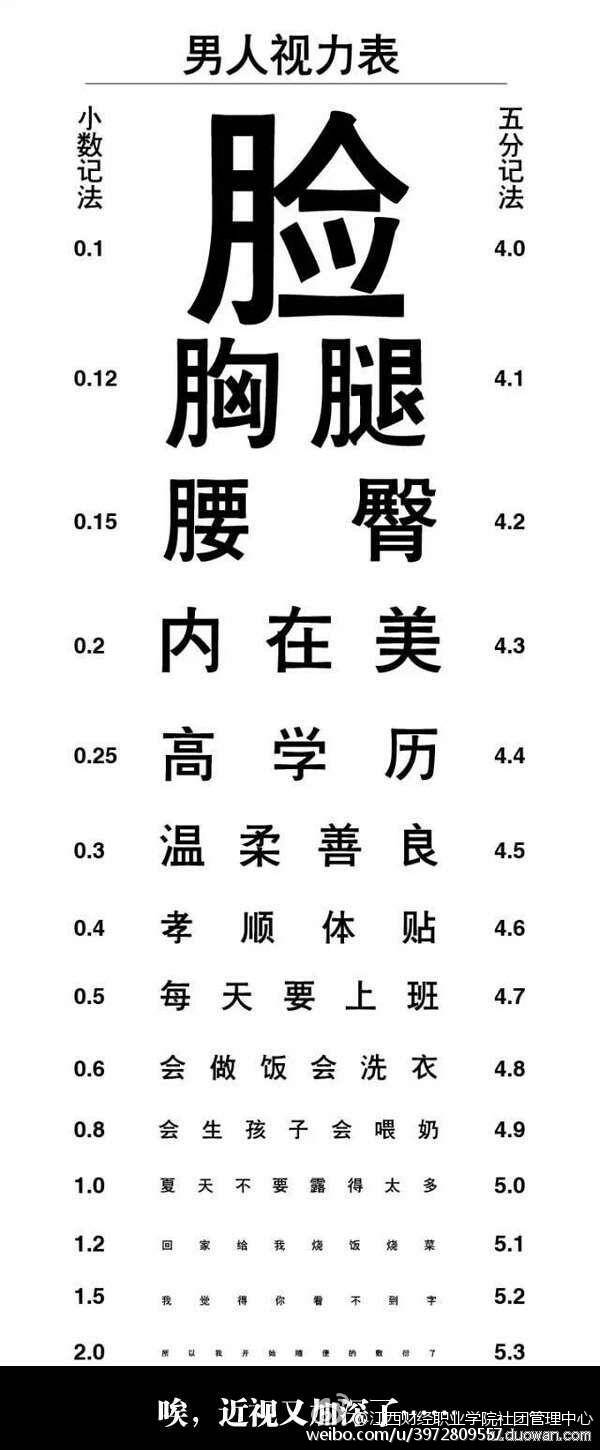 男人视力表
小数记法 五分记法
脸
0.1 4.0
0.12 胸腿 4.1
0.15 腰臀 4.2
0.2 内在美 4.3
0.25 高学历 4.4
0.3 温柔善良 4.5
0.4 孝顺体贴 4.6
0.5 每天要上班 4.7
0.6 会做饭会洗衣 4.8
0.8 会生孩子会喂奶 4.9
1.0 夏天不要露得太多 5.0
1.2 回家给我烧饭烧菜 5.1
1.5 我觉得你看不到字 5.2
2.0 所以我开始随便的敷衍了 5.3
唉，近视又加深了……
@江西财经职业学院社团管理中心
weibo.com/u/3972809557
duowan.com